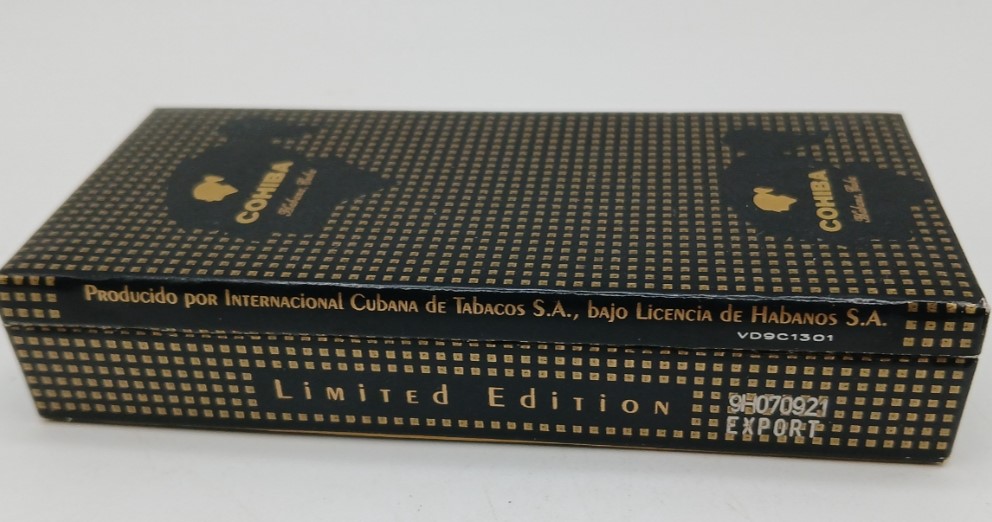 COHIBA
Habana, Cuba
COHIBA
Habana, Cuba
Producido por Internacional Cubana de Tabacos S.A., bajo Licencia de Habanos S.A.
VD9C1301
Limited Edition
9H070921
EXPORT